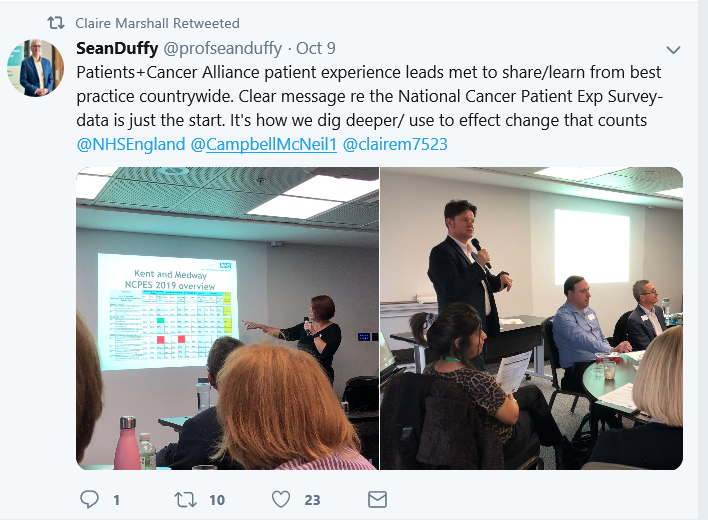 Claire Marshall Retweeted
SeanDuffy @profseanduffy · Oct 9
Patients+Cancer Alliance patient experience leads met to share/learn from best
practice countrywide. Clear message re the National Cancer Patient Exp Survey-
data is just the start. It's how we dig deeper/ use to effect change that counts
@NHSEngland @CampbellMcNeil1 @clairem7523
NHS
Kent and Medway
NCPES 2019 overview
1 10 23